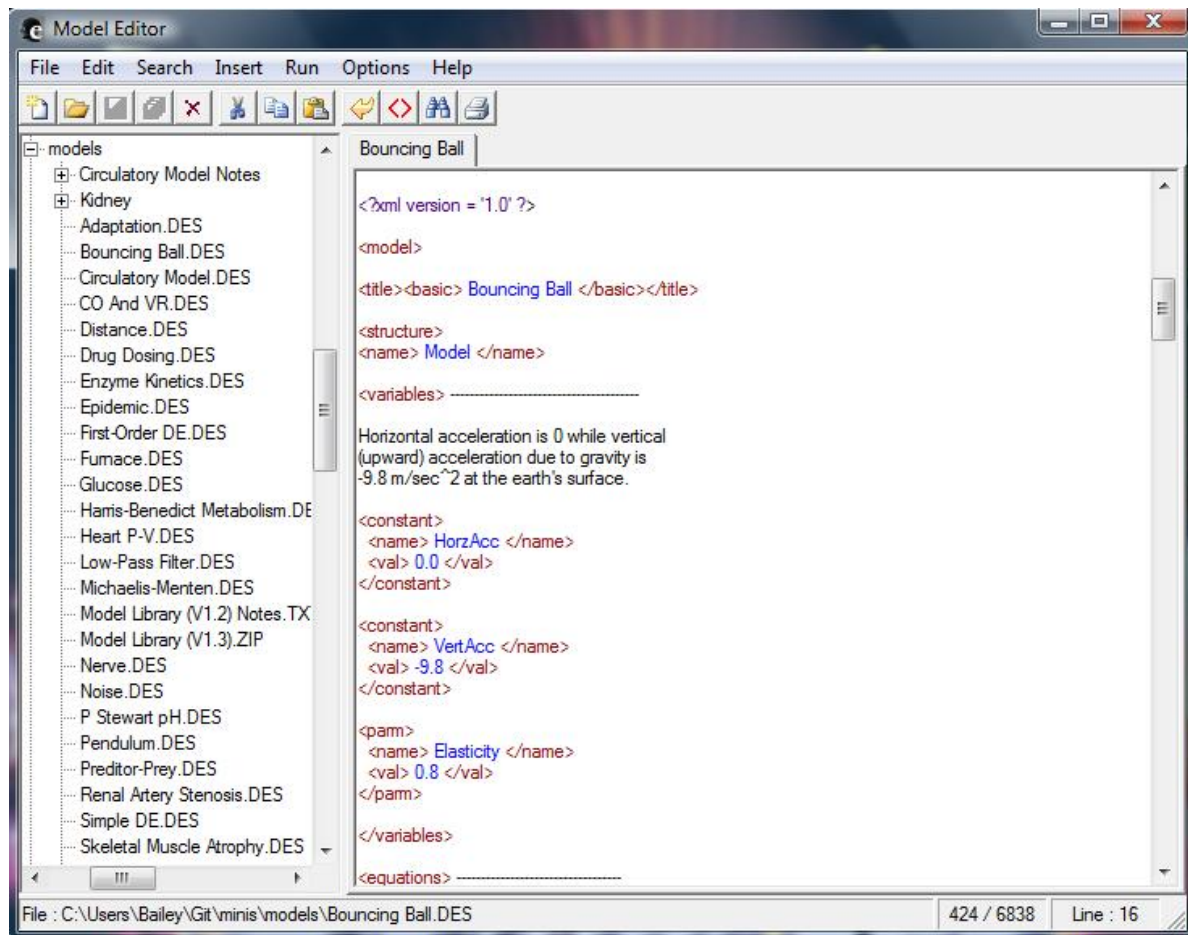 Model Editor
File Edit Search Insert Run Options Help
models
Circulatory Model Notes
Kidney
Adaptation.DES
Bouncing Ball.DES
Circulatory Model.DES
CO And VR.DES
Distance.DES
Drug Dosing.DES
Enzyme Kinetics.DES
Epidemic.DES
First-Order DE.DES
Furnace.DES
Glucose.DES
Harris-Benedict Metabolism.DE
Heart P-V.DES
Low-Pass Filter.DES
Michaelis-Menten.DES
Model Library (V1.2) Notes.TX
Model Library (V1.3).ZIP
Nerve.DES
Noise.DES
P Stewart pH.DES
Pendulum.DES
Preditor-Prey.DES
Renal Artery Stenosis.DES
Simple DE.DES
Skeletal Muscle Atrophy.DES
Bouncing Ball
<?xml version = '1.0' ?>
<model>
<title><basic> Bouncing Ball </basic></title>
<structure>
<name> Model </name>
<variables> ---------------------------------------
Horizontal acceleration is 0 while vertical
(upward) acceleration due to gravity is
-9.8 m/sec^2 at the earth's surface.
<constant>
<name> HorzAcc </name>
<val> 0.0 </val>
</constant>
<constant>
<name> VertAcc </name>
<val> -9.8 </val>
</constant>
<parm>
<name> Elasticity </name>
<val> 0.8 </val>
</parm>
</variables>
<equations> ----------------------------------
File : C:\Users\Bailey\Git\minis\models\Bouncing Ball.DES
424 / 6838
Line : 16